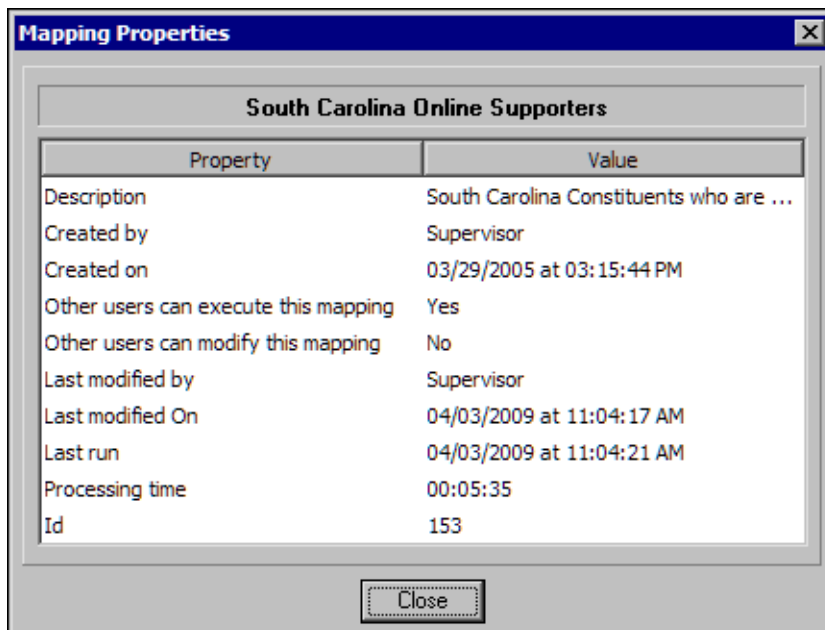 Mapping Properties
South Carolina Online Supporters
Property Value
Description South Carolina Constituents who are ...
Created by Supervisor
Created on 03/29/2005 at 03:15:44 PM
Other users can execute this mapping Yes
Other users can modify this mapping No
Last modified by Supervisor
Last modified On 04/03/2009 at 11:04:17 AM
Last run 04/03/2009 at 11:04:21 AM
Processing time 00:05:35
Id 153
Close